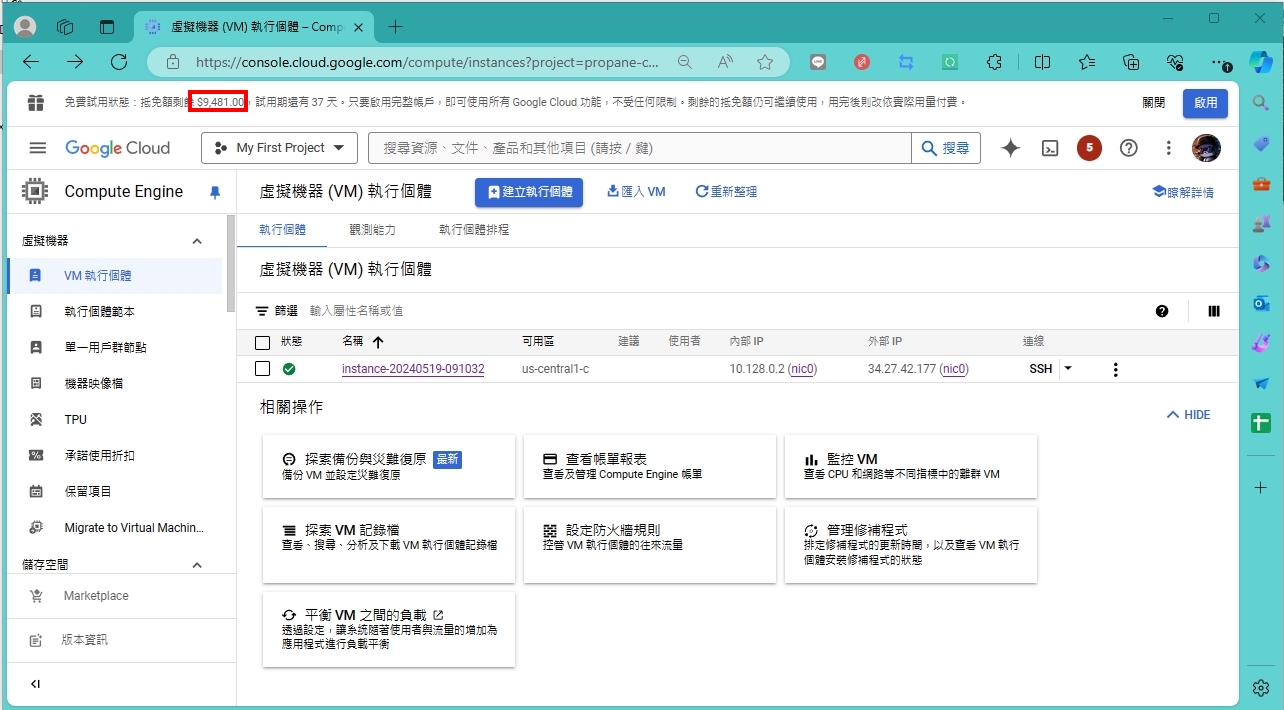 虛擬機器 (VM) 執行個體 – Comp
https://console.cloud.google.com/compute/instances?project=propane-c...
免費試用狀態：抵免額剩餘 $9,481.00，試用期還有 37 天。只要啟用完整帳戶，即可使用所有 Google Cloud 功能，不受任何限制。剩餘的抵免額仍可繼續使用，用完後則改依實際用量付費。
關閉
啟用
Google Cloud
My First Project
搜尋資源、文件、產品和其他項目 (請按 / 鍵)
搜尋
5
Compute Engine
虛擬機器 (VM) 執行個體
建立執行個體
匯入 VM
重新整理
瞭解詳情
虛擬機器
VM 執行個體
執行個體範本
單一用戶群節點
機器映像檔
TPU
承諾使用折扣
保留項目
Migrate to Virtual Machin...
儲存空間
Marketplace
版本資訊
執行個體
觀測能力
執行個體排程
虛擬機器 (VM) 執行個體
篩選 輸入屬性名稱或值
狀態 名稱 可用區 建議 使用者 內部 IP 外部 IP 連線
instance-20240519-091032 us-central1-c 10.128.0.2 (nic0) 34.27.42.177 (nic0) SSH
相關操作
HIDE
探索備份與災難復原 最新
備份 VM 並設定災難復原
查看帳單報表
查看及管理 Compute Engine 帳單
監控 VM
查看 CPU 和網路等不同指標中的離群 VM
探索 VM 記錄檔
查看、搜尋、分析及下載 VM 執行個體記錄檔
設定防火牆規則
控管 VM 執行個體的往來流量
管理修補程式
排定修補程式的更新時間，以及查看 VM 執行
個體安裝修補程式的狀態
平衡 VM 之間的負載
透過設定，讓系統隨著使用者與流量的增加為
應用程式進行負載平衡